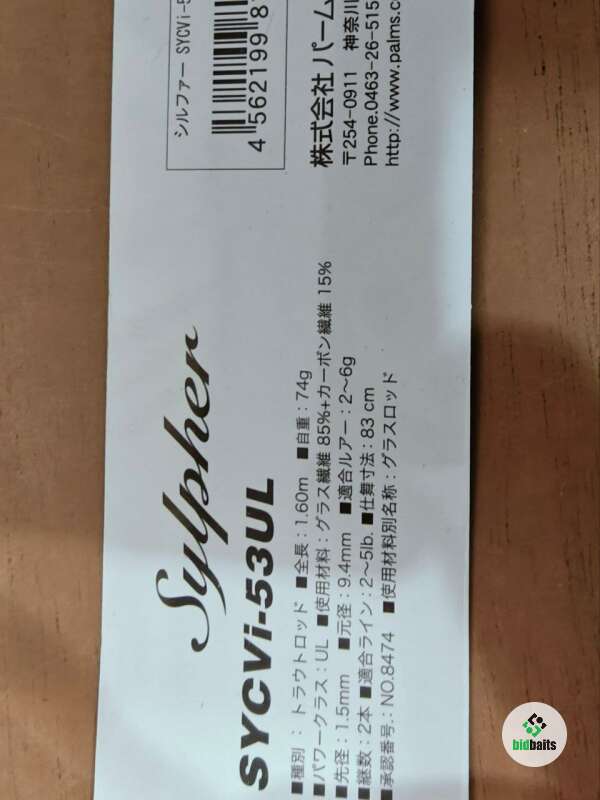 Sylpher
SYCVi-53UL
■種別 : トラウトロッド ■全長 : 1.60m ■自重 : 74g
■パワークラス : UL ■使用材料 : グラス繊維 85%+カーボン繊維 15%
■先径 : 1.5mm ■元径 : 9.4mm ■適合ルアー : 2～6g
■継数 : 2本 ■適合ライン : 2～5lb. ■仕舞寸法 : 83 cm
■承認番号.: NO.8474 ■使用材料別名称 : グラスロッド
シルファー SYCVi-5
4 562199 8
株式会社 パーム
〒254-0911 神奈川
Phone.0463-26-515
http://www.palms.c
bidbaits